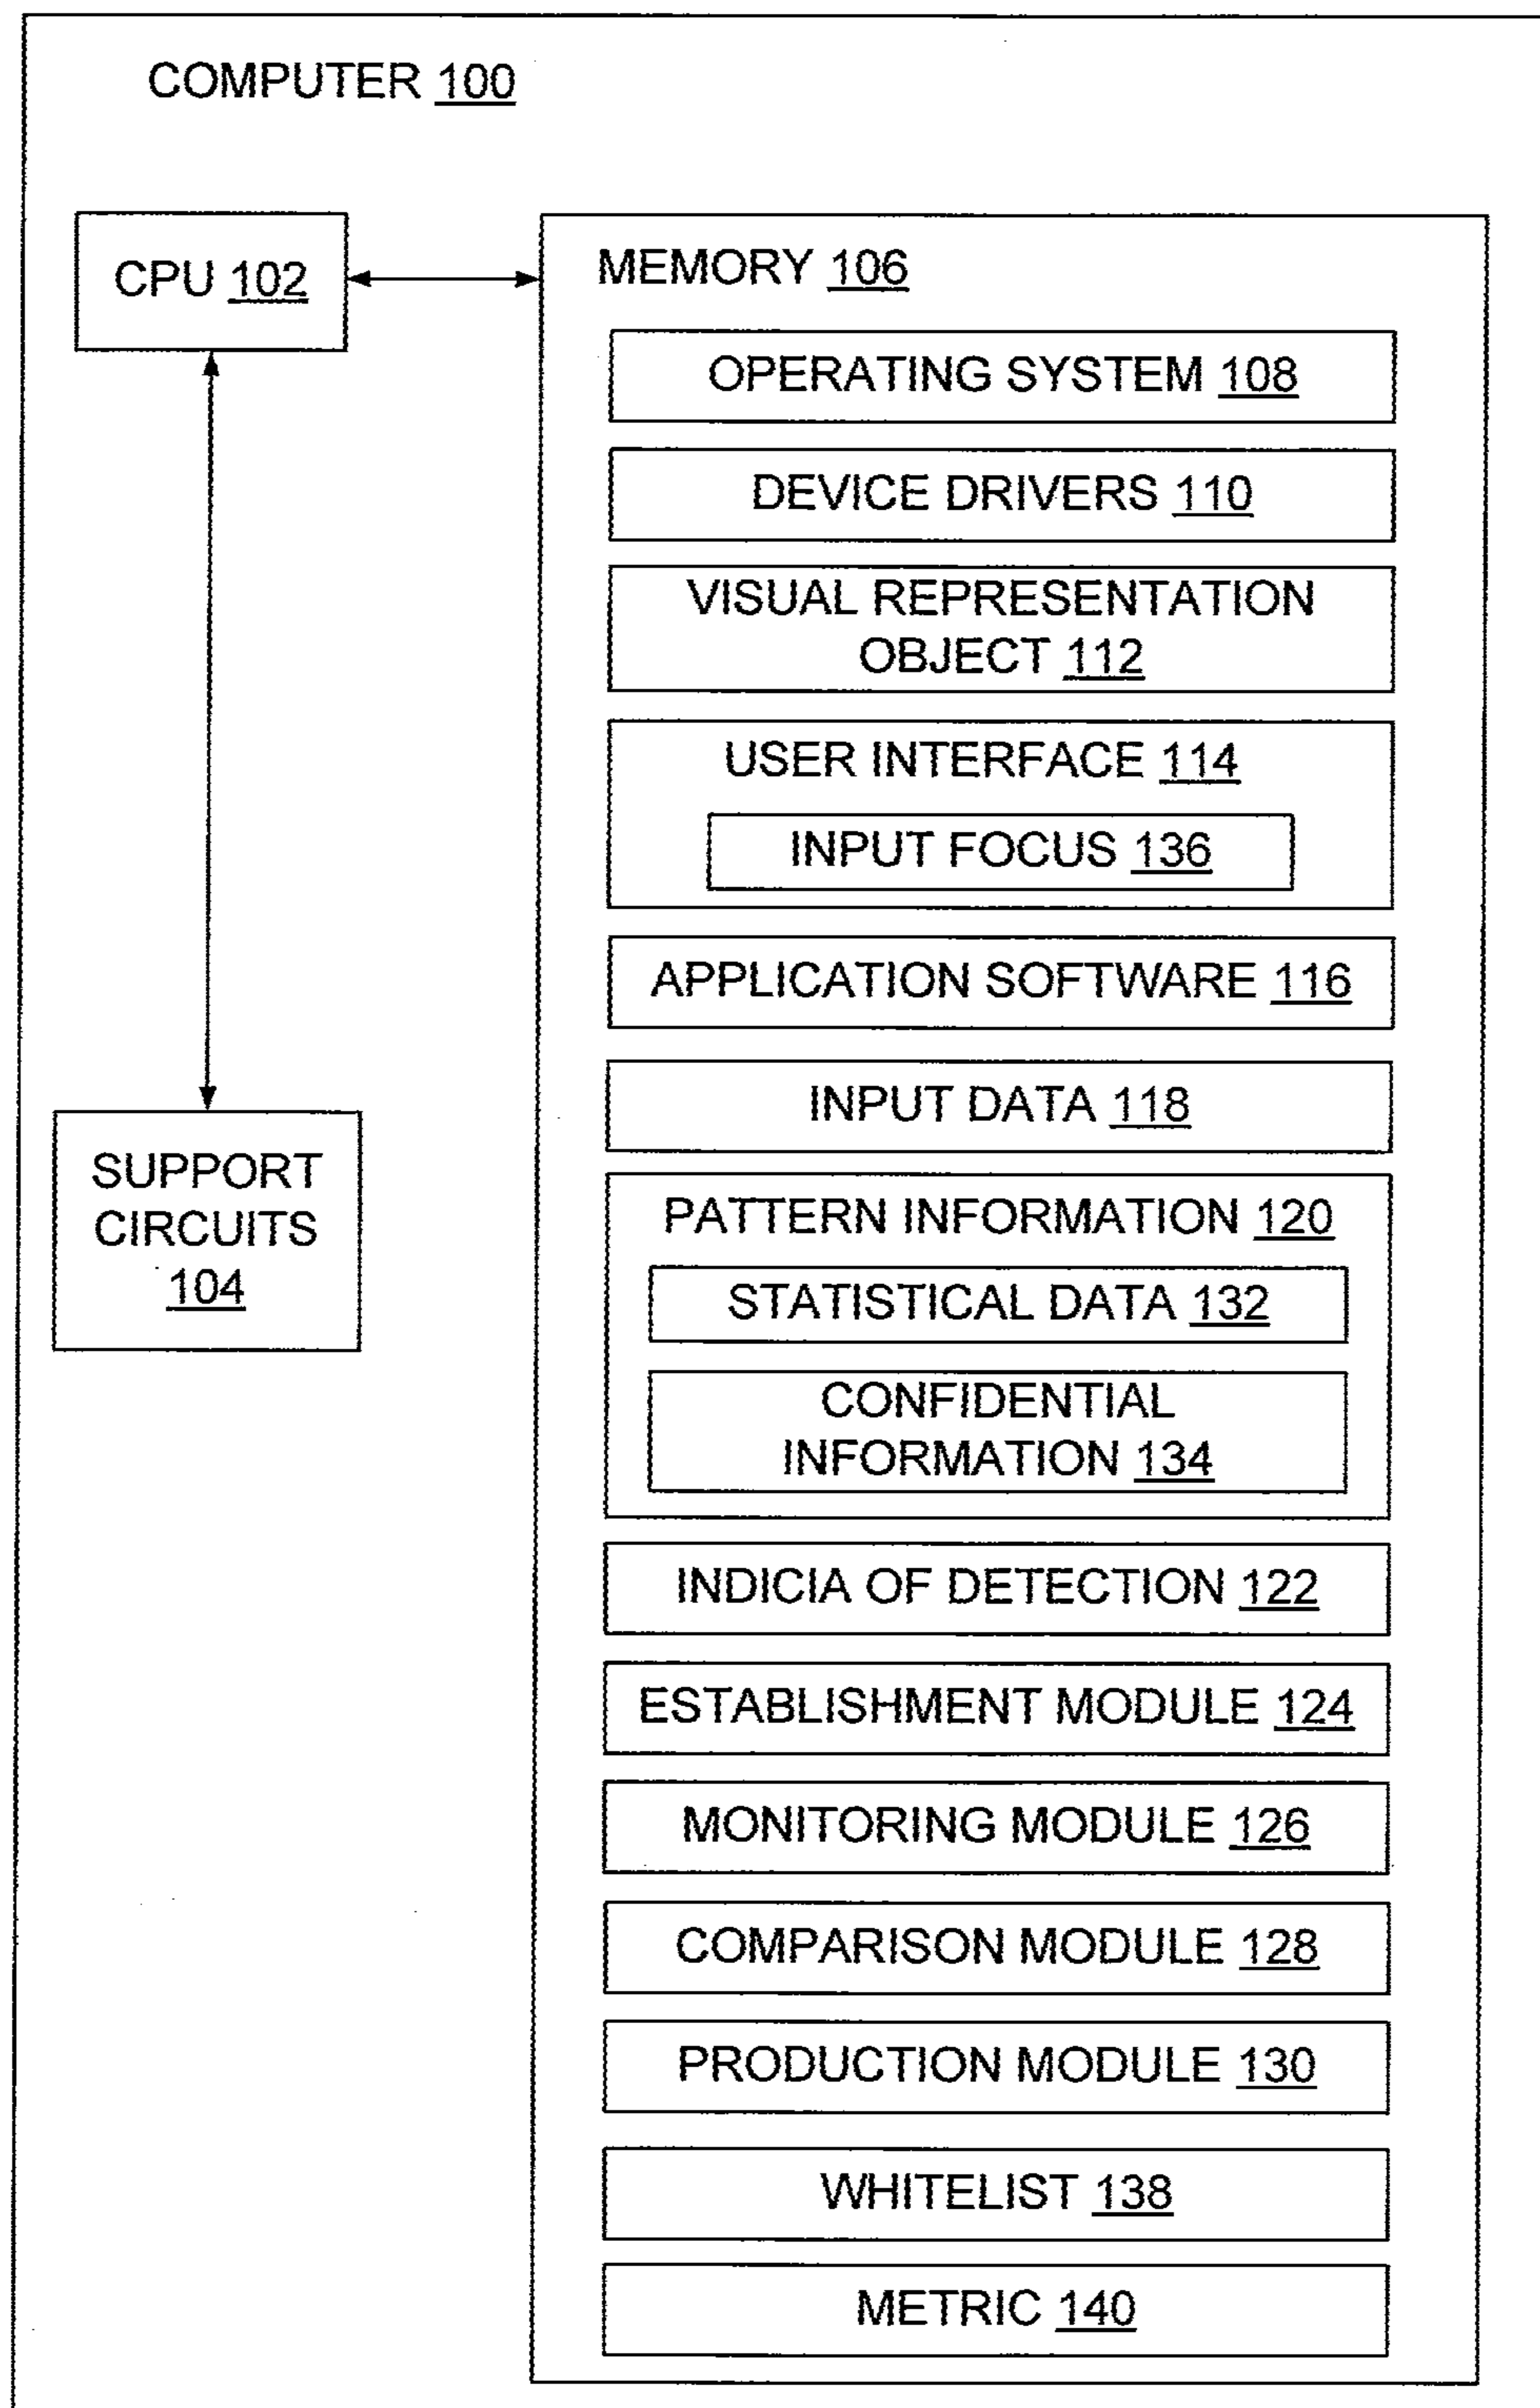 COMPUTER 100
CPU 102
MEMORY 106
OPERATING SYSTEM 108
DEVICE DRIVERS 110
VISUAL REPRESENTATION
OBJECT 112
USER INTERFACE 114
INPUT FOCUS 136
APPLICATION SOFTWARE 116
INPUT DATA 118
SUPPORT
CIRCUITS
104
PATTERN INFORMATION 120
STATISTICAL DATA 132
CONFIDENTIAL
INFORMATION 134
INDICIA OF DETECTION 122
ESTABLISHMENT MODULE 124
MONITORING MODULE 126
COMPARISON MODULE 128
PRODUCTION MODULE 130
WHITELIST 138
METRIC 140